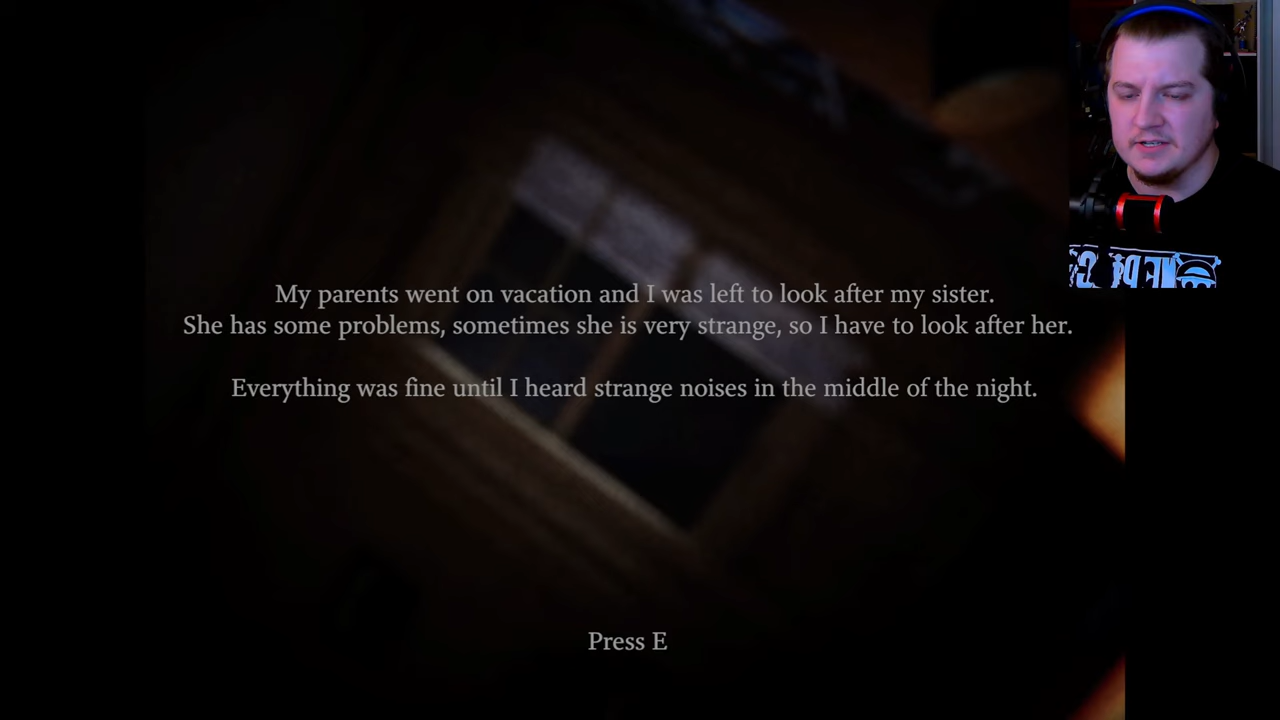 My parents went on vacation and I was left to look after my sister.
She has some problems, sometimes she is very strange, so I have to look after her.
Everything was fine until I heard strange noises in the middle of the night.
Press E